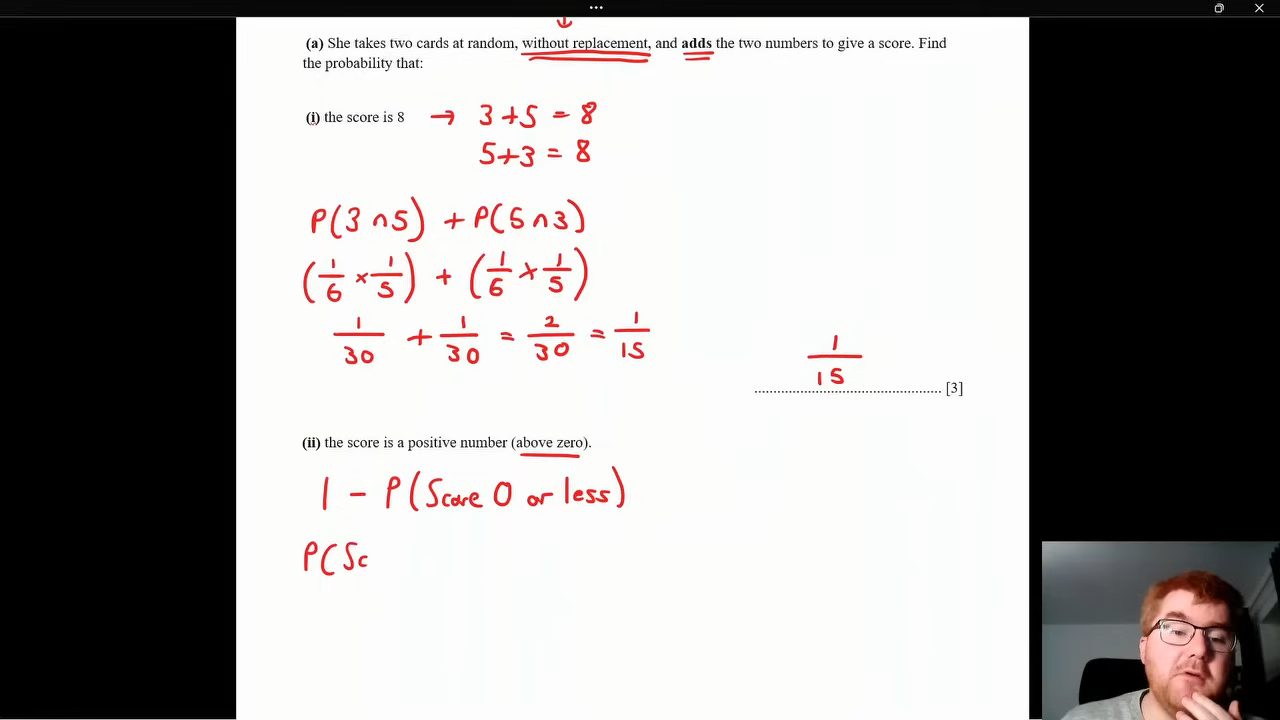 (a) She takes two cards at random, without replacement, and adds the two numbers to give a score. Find
the probability that:
(i) the score is 8 → 3 + 5 = 8
5 + 3 = 8
P(3 ∩ 5) + P(5 ∩ 3)
(1/6 × 1/5) + (1/6 × 1/5)
1/30 + 1/30 = 2/30 = 1/15
1/15
........................................ [3]
(ii) the score is a positive number (above zero).
1 - P(Score 0 or less)
P(Sc